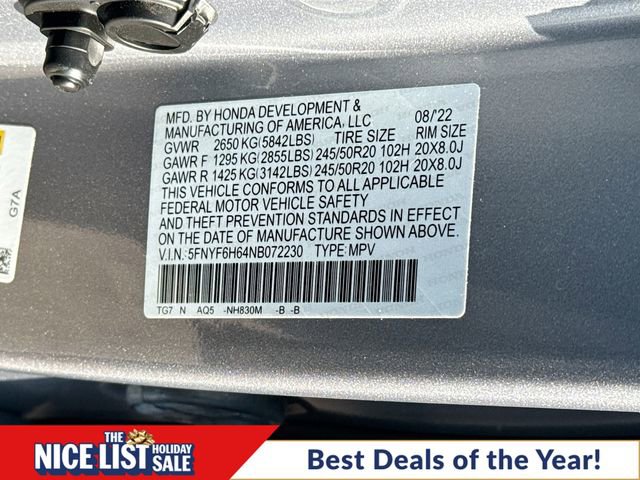 MFD. BY HONDA DEVELOPMENT &
MANUFACTURING OF AMERICA, LLC 08/'22
GVWR 2650 KG(5842LBS) TIRE SIZE RIM SIZE
GAWR F 1295 KG(2855LBS) 245/50R20 102H 20X8.0J
GAWR R 1425 KG(3142LBS) 245/50R20 102H 20X8.0J
THIS VEHICLE CONFORMS TO ALL APPLICABLE
FEDERAL MOTOR VEHICLE SAFETY
AND THEFT PREVENTION STANDARDS IN EFFECT
ON THE DATE OF MANUFACTURE SHOWN ABOVE.
V.I.N.:5FNYF6H64NB072230 TYPE:MPV
TG7 N AQ5 -NH830M -B -B
G7A
THE
NICE LIST
HOLIDAY
SALE
Best Deals of the Year!